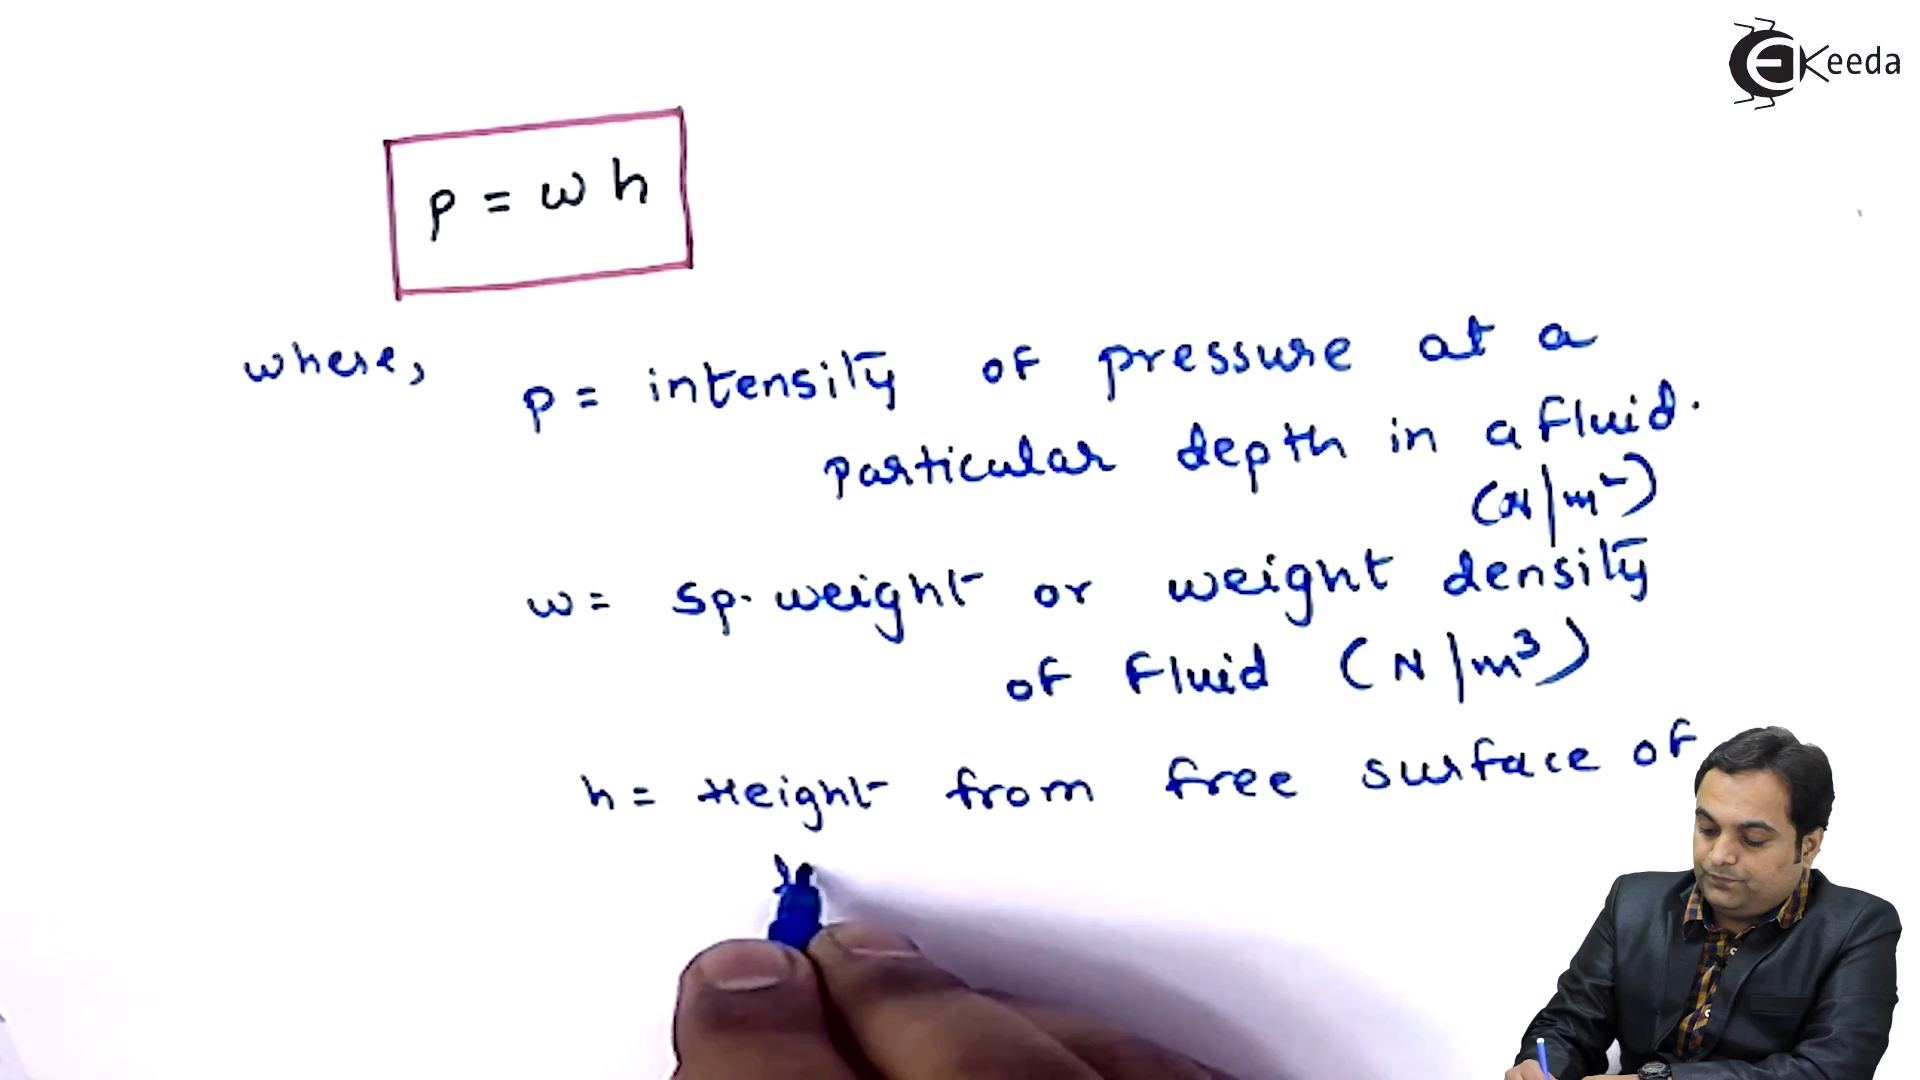 Keeda
p = w h
where,
p = intensity of pressure at a
particular depth in a fluid.
(N/m²)
w = sp. weight or weight density
of fluid (N/m³)
h = Height from free surface of